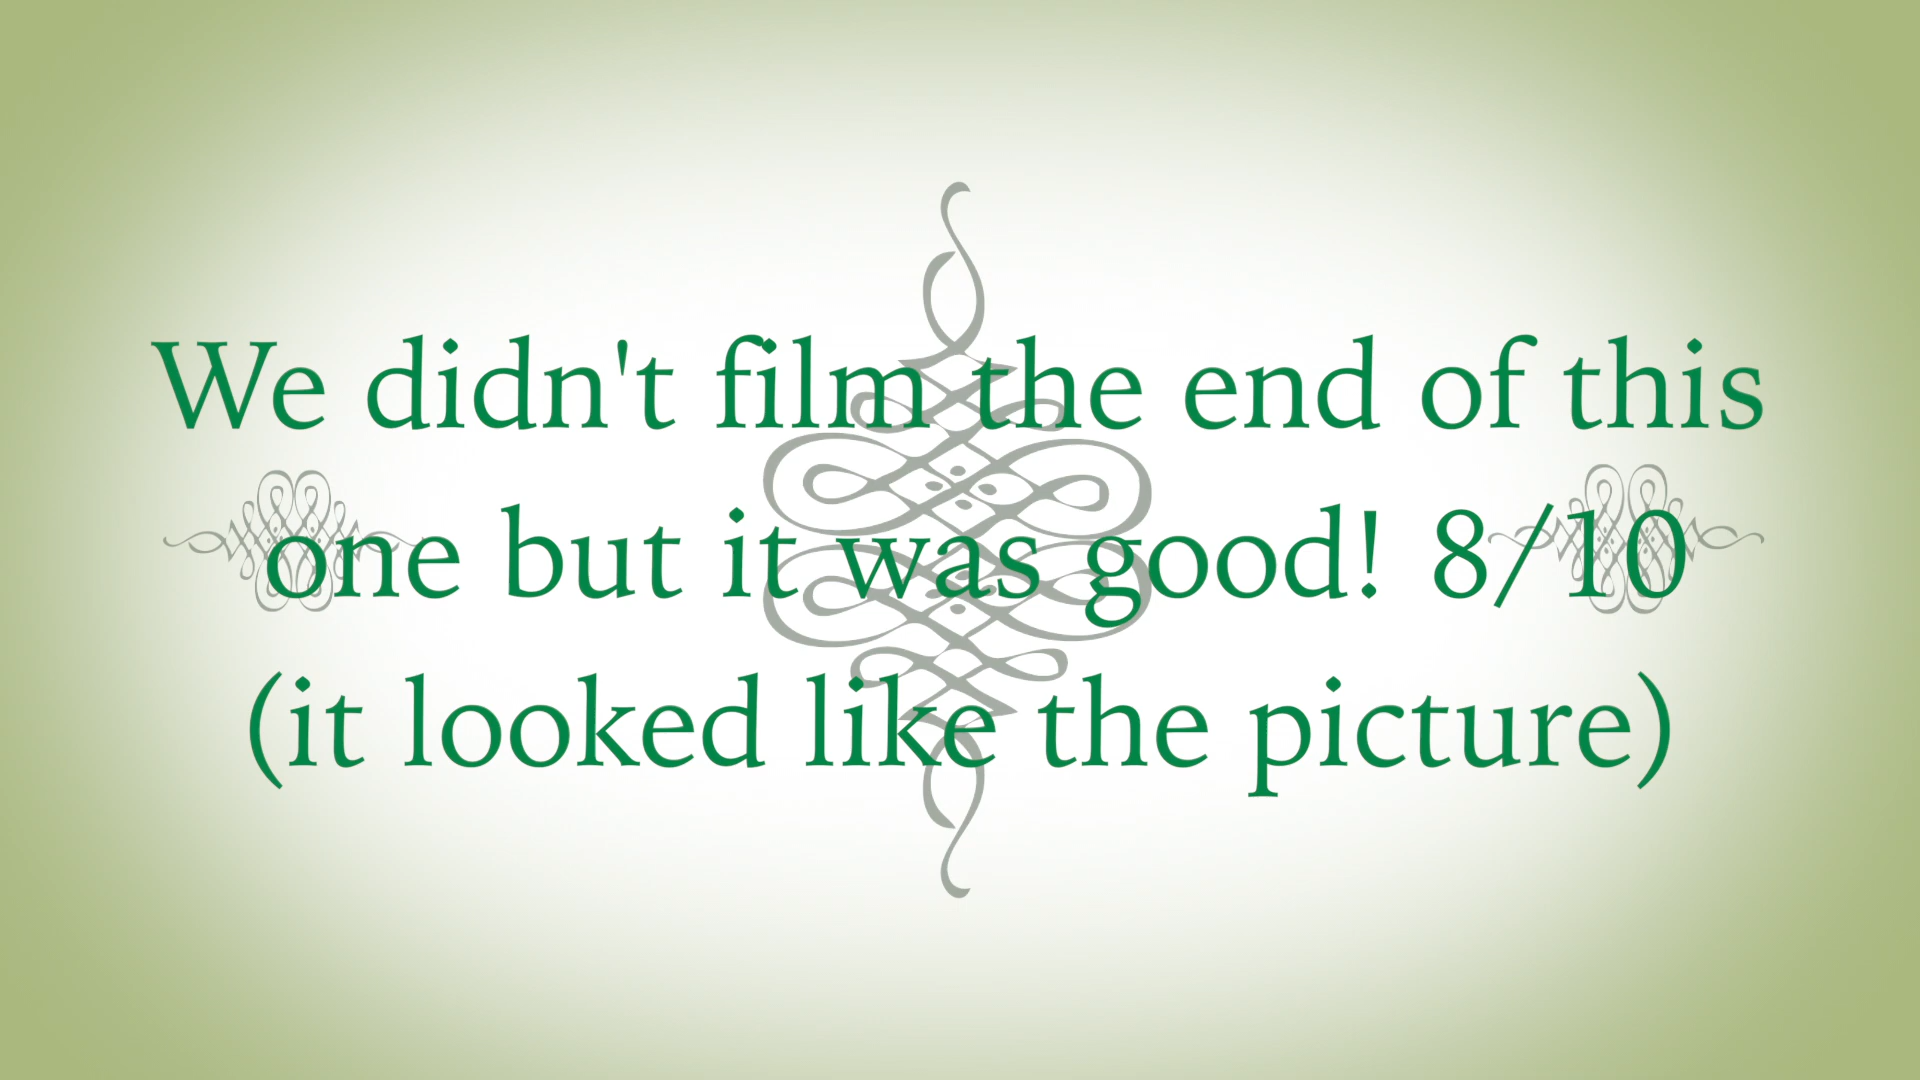 We didn't film the end of this
one but it was good! 8/10
(it looked like the picture)